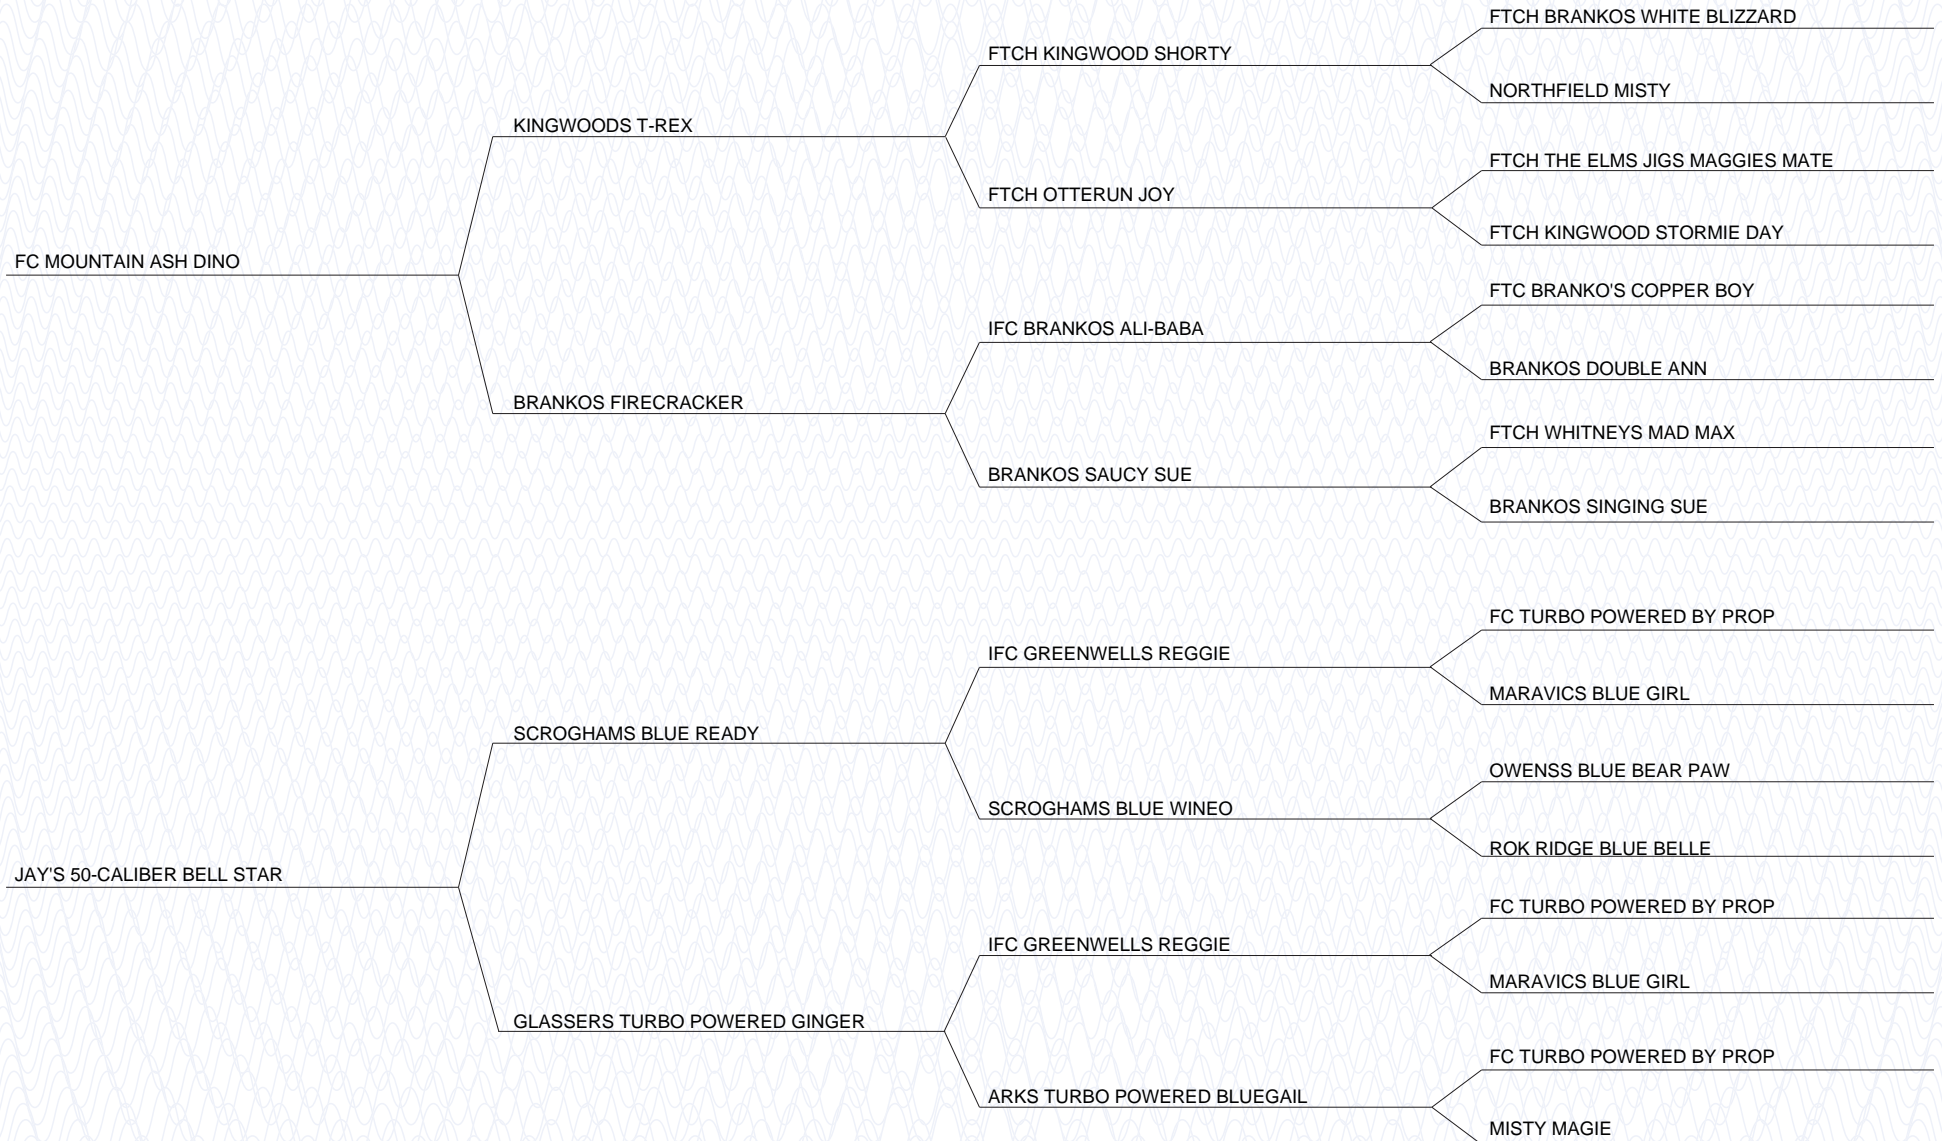 FTCH BRANKOS WHITE BLIZZARD
FTCH KINGWOOD SHORTY
NORTHFIELD MISTY
KINGWOODS T-REX
FTCH THE ELMS JIGS MAGGIES MATE
FTCH OTTERUN JOY
FTCH KINGWOOD STORMIE DAY
FC MOUNTAIN ASH DINO
FTC BRANKO'S COPPER BOY
IFC BRANKOS ALI-BABA
BRANKOS DOUBLE ANN
BRANKOS FIRECRACKER
FTCH WHITNEYS MAD MAX
BRANKOS SAUCY SUE
BRANKOS SINGING SUE
FC TURBO POWERED BY PROP
IFC GREENWELLS REGGIE
MARAVICS BLUE GIRL
SCROGHAMS BLUE READY
OWENSS BLUE BEAR PAW
SCROGHAMS BLUE WINEO
ROK RIDGE BLUE BELLE
JAY'S 50-CALIBER BELL STAR
FC TURBO POWERED BY PROP
IFC GREENWELLS REGGIE
MARAVICS BLUE GIRL
GLASSERS TURBO POWERED GINGER
FC TURBO POWERED BY PROP
ARKS TURBO POWERED BLUEGAIL
MISTY MAGIE